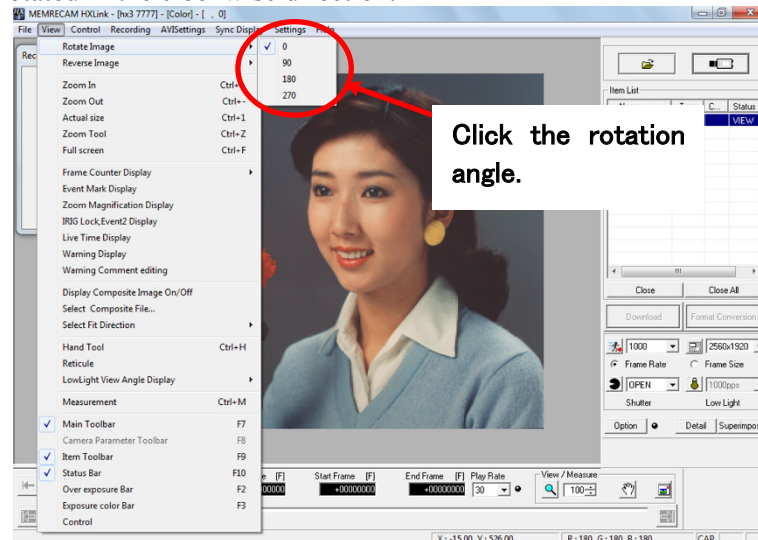 MEMRECAM HXLink - [hx3 7777] - [Color] - [ , 0]
File View Control Recording AVISettings Sync Display Settings Help
Rotate Image
Reverse Image
Zoom In Ctrl+
Zoom Out Ctrl+-
Actual size Ctrl+1
Zoom Tool Ctrl+Z
Full screen Ctrl+F
Frame Counter Display
Event Mark Display
Zoom Magnification Display
IRIG Lock,Event2 Display
Live Time Display
Warning Display
Warning Comment editing
Display Composite Image On/Off
Select Composite File...
Select Fit Direction
Hand Tool Ctrl+H
Reticule
LowLight View Angle Display
Measurement Ctrl+M
Main Toolbar F7
Camera Parameter Toolbar F8
Item Toolbar F9
Status Bar F10
Over exposure Bar F2
Exposure color Bar F3
Control
0
90
180
270
Click the rotation
angle.
Item List
C... Status
VIEW
Close Close All
Download Format Conversion
1000 2560x1920
Frame Rate Frame Size
OPEN 1000pps
Shutter Low Light
Option Detail Superimpo
[F] Start Frame [F] End Frame [F] Play Rate View / Measure
+00000000 +00000000 30 100
X : -15.00, Y : 526.00 R : 180, G : 180, B : 180 CAP